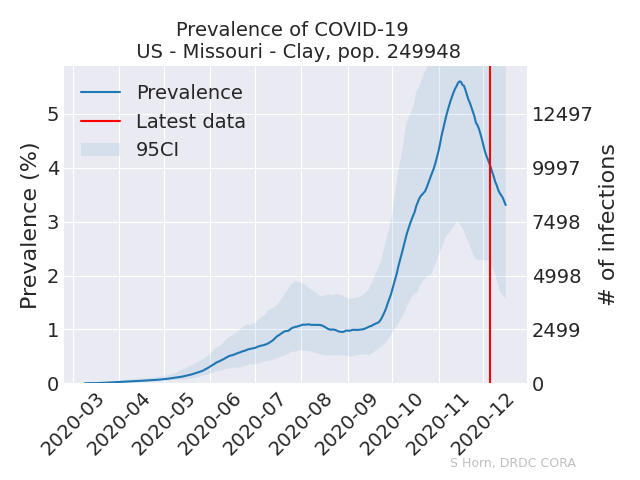 Prevalence of COVID-19
US - Missouri - Clay, pop. 249948
Prevalence
Latest data
95CI
Prevalence (%)
5
4
3
2
1
0
12497
9997
7498
4998
2499
0
# of infections
2020-03
2020-04
2020-05
2020-06
2020-07
2020-08
2020-09
2020-10
2020-11
2020-12
S Horn, DRDC CORA